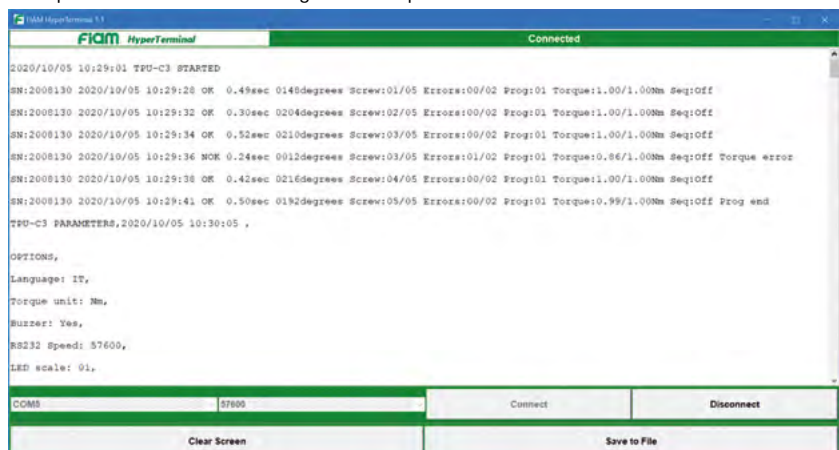 FIAM HyperTerminal 1.1
FIAM HyperTerminal
Connected
2020/10/05 10:29:01 TPU-C3 STARTED
SN:2008130 2020/10/05 10:29:28 OK 0.49sec 0148degrees Screw:01/05 Errors:00/02 Prog:01 Torque:1.00/1.00Nm Seq:Off
SN:2008130 2020/10/05 10:29:32 OK 0.30sec 0204degrees Screw:02/05 Errors:00/02 Prog:01 Torque:1.00/1.00Nm Seq:Off
SN:2008130 2020/10/05 10:29:34 OK 0.52sec 0210degrees Screw:03/05 Errors:00/02 Prog:01 Torque:1.00/1.00Nm Seq:Off
SN:2008130 2020/10/05 10:29:36 NOK 0.24sec 0012degrees Screw:03/05 Errors:01/02 Prog:01 Torque:0.86/1.00Nm Seq:Off Torque error
SN:2008130 2020/10/05 10:29:38 OK 0.42sec 0216degrees Screw:04/05 Errors:00/02 Prog:01 Torque:1.00/1.00Nm Seq:Off
SN:2008130 2020/10/05 10:29:41 OK 0.50sec 0192degrees Screw:05/05 Errors:00/02 Prog:01 Torque:0.99/1.00Nm Seq:Off Prog end
TPU-C3 PARAMETERS,2020/10/05 10:30:05 ,
OPTIONS,
Language: IT,
Torque unit: Nm,
Buzzer: Yes,
RS232 Speed: 57600,
LED scale: 01,
COM5
57600
Connect
Disconnect
Clear Screen
Save to File